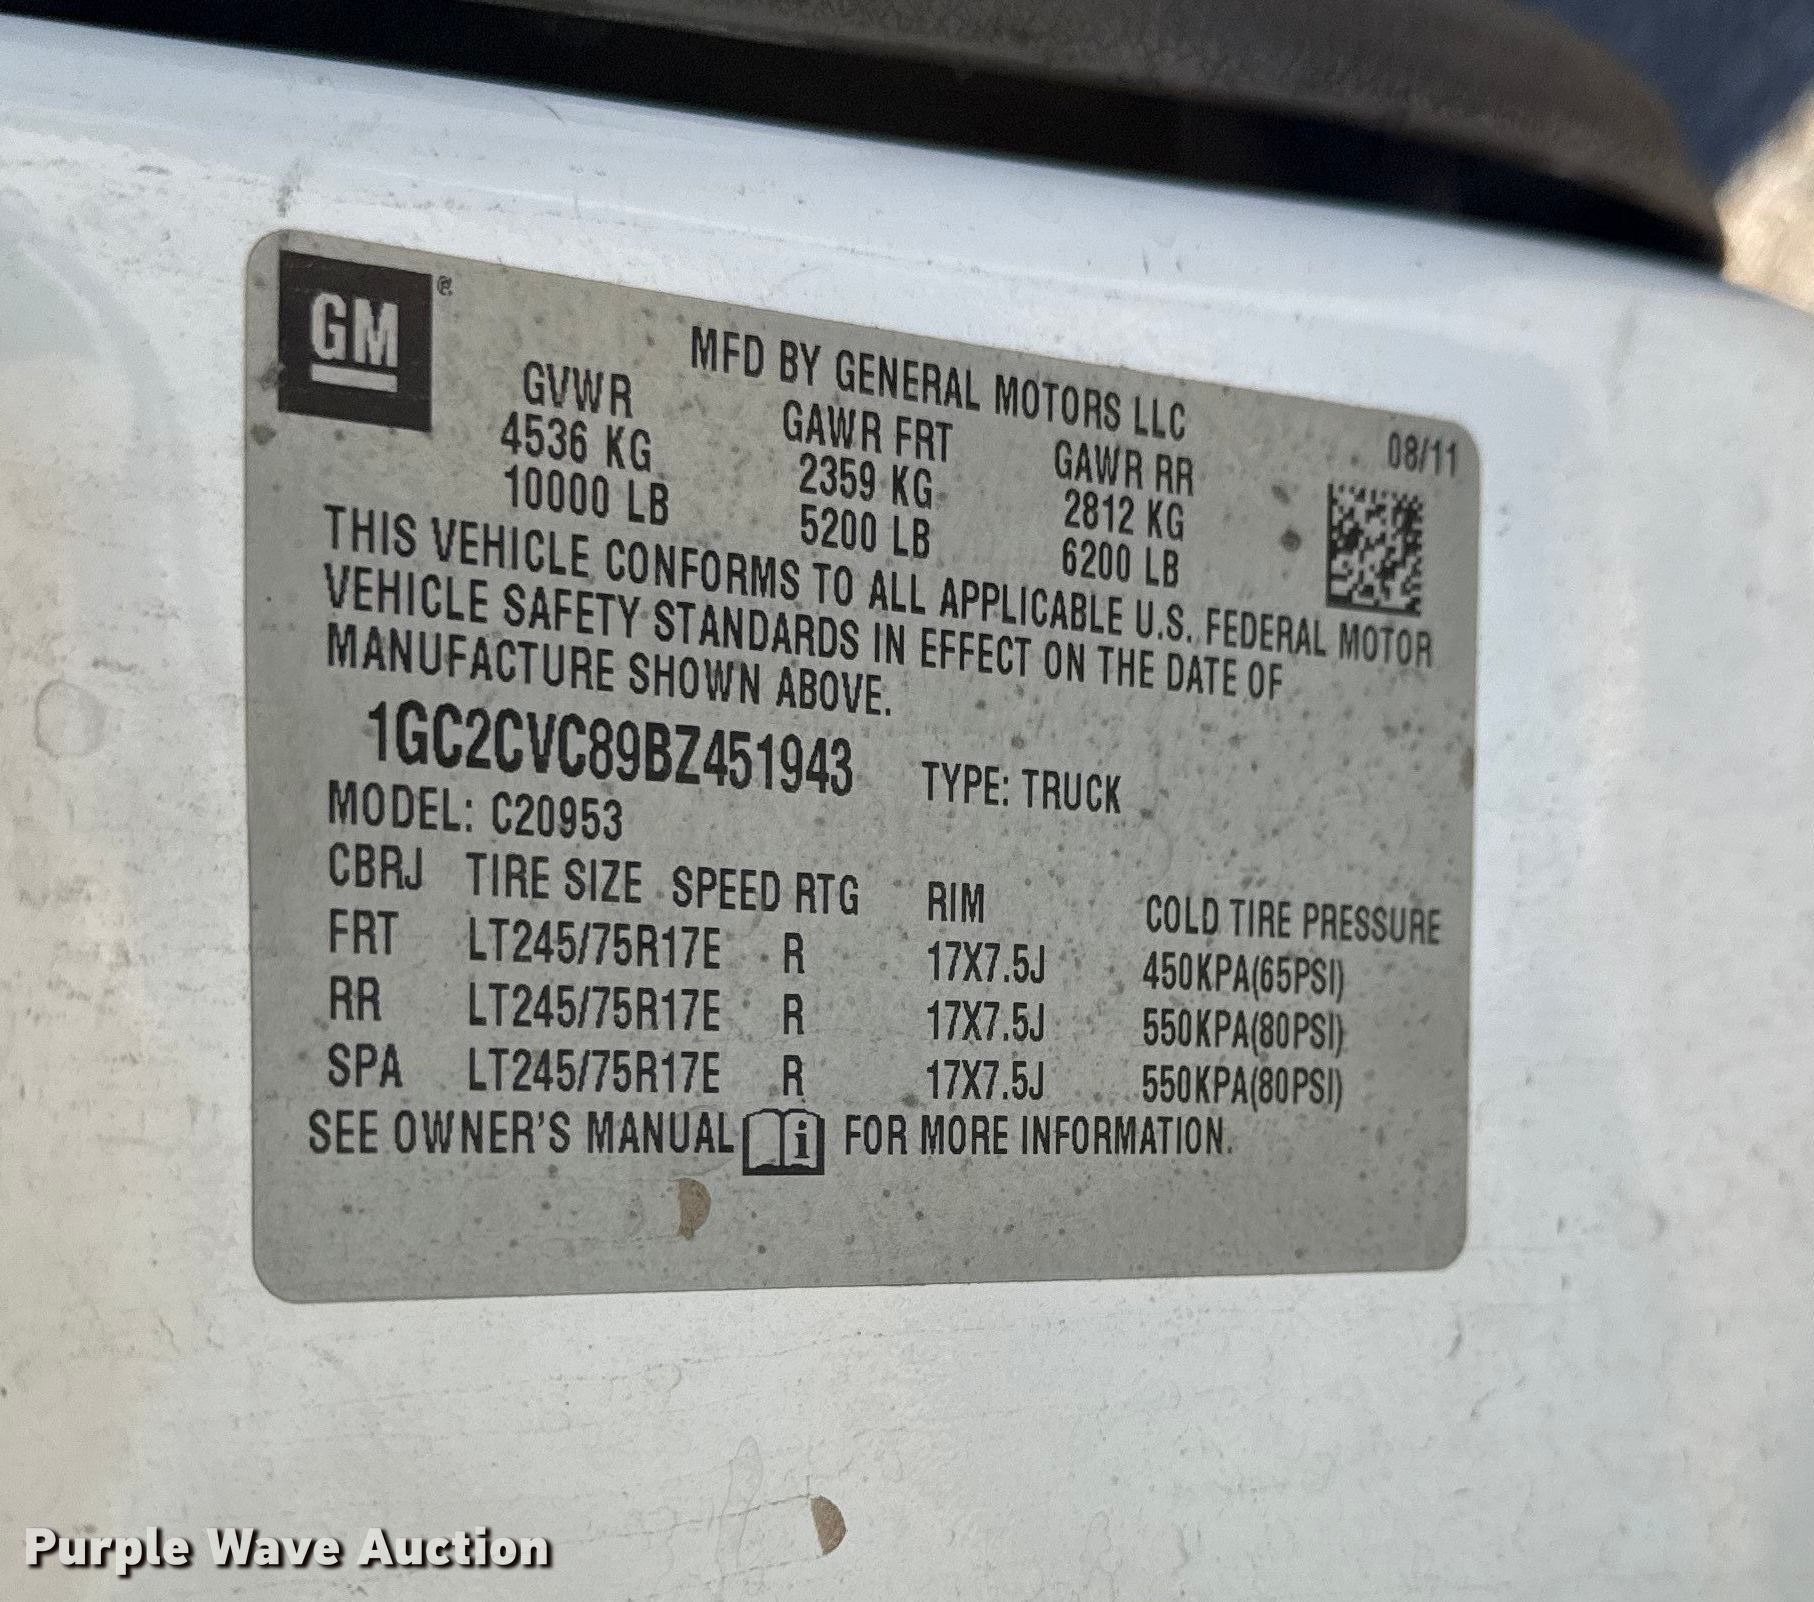 GM®
MFD BY GENERAL MOTORS LLC
08/11
GVWR GAWR FRT GAWR RR
4536 KG 2359 KG 2812 KG
10000 LB 5200 LB 6200 LB
THIS VEHICLE CONFORMS TO ALL APPLICABLE U.S. FEDERAL MOTOR
VEHICLE SAFETY STANDARDS IN EFFECT ON THE DATE OF
MANUFACTURE SHOWN ABOVE.
1GC2CVC89BZ451943 TYPE: TRUCK
MODEL: C20953
CBRJ TIRE SIZE SPEED RTG RIM COLD TIRE PRESSURE
FRT LT245/75R17E R 17X7.5J 450KPA(65PSI)
RR LT245/75R17E R 17X7.5J 550KPA(80PSI)
SPA LT245/75R17E R 17X7.5J 550KPA(80PSI)
SEE OWNER'S MANUAL i FOR MORE INFORMATION.
Purple Wave Auction